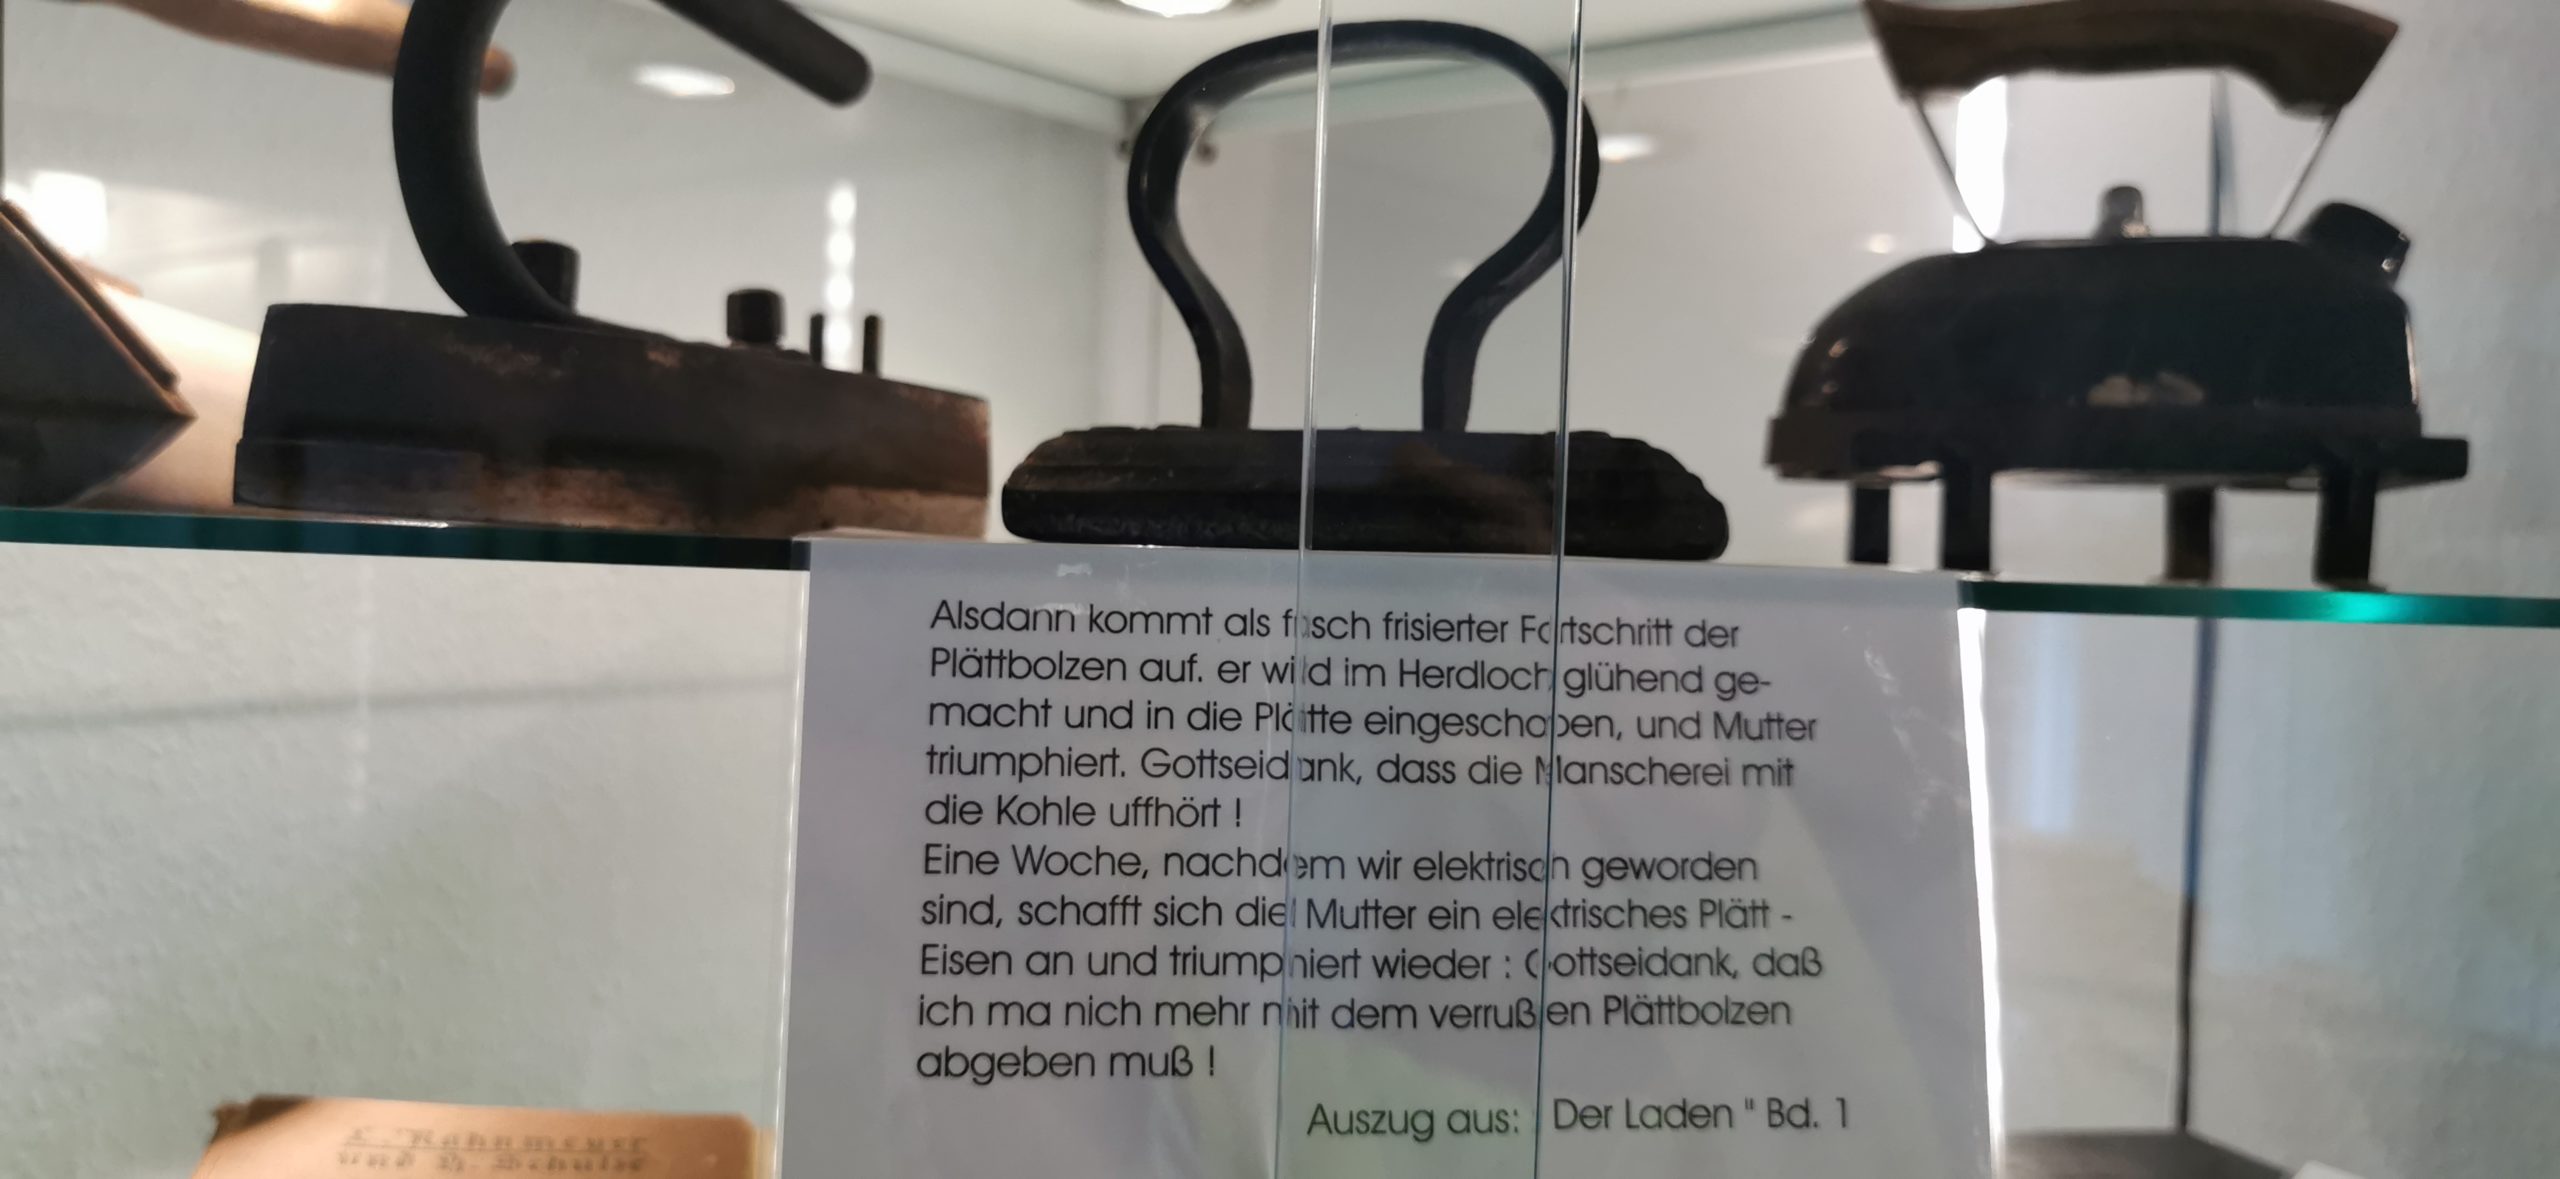 Alsdann kommt als frisch frisierter Fortschritt der
Plättbolzen auf. er wird im Herdloch glühend ge-
macht und in die Plätte eingeschoben, und Mutter
triumphiert. Gottseidank, dass die Manscherei mit
die Kohle uffhört !
Eine Woche, nachdem wir elektrisch geworden
sind, schafft sich die Mutter ein elektrisches Plätt -
Eisen an und triumphiert wieder : Gottseidank, daß
ich ma nich mehr mit dem verrußten Plättbolzen
abgeben muß !
Auszug aus: Der Laden " Bd. 1
und H. Schulze